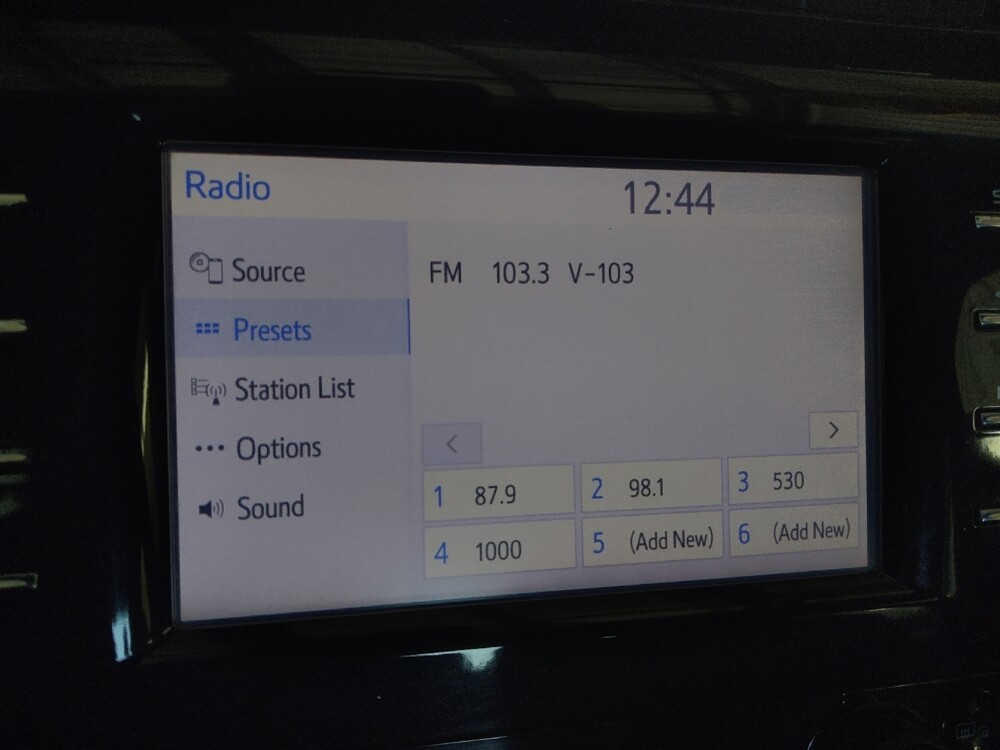 Radio
12:44
Source
Presets
Station List
Options
Sound
FM 103.3 V-103
<
>
1 87.9
2 98.1
3 530
4 1000
5 (Add New)
6 (Add New)